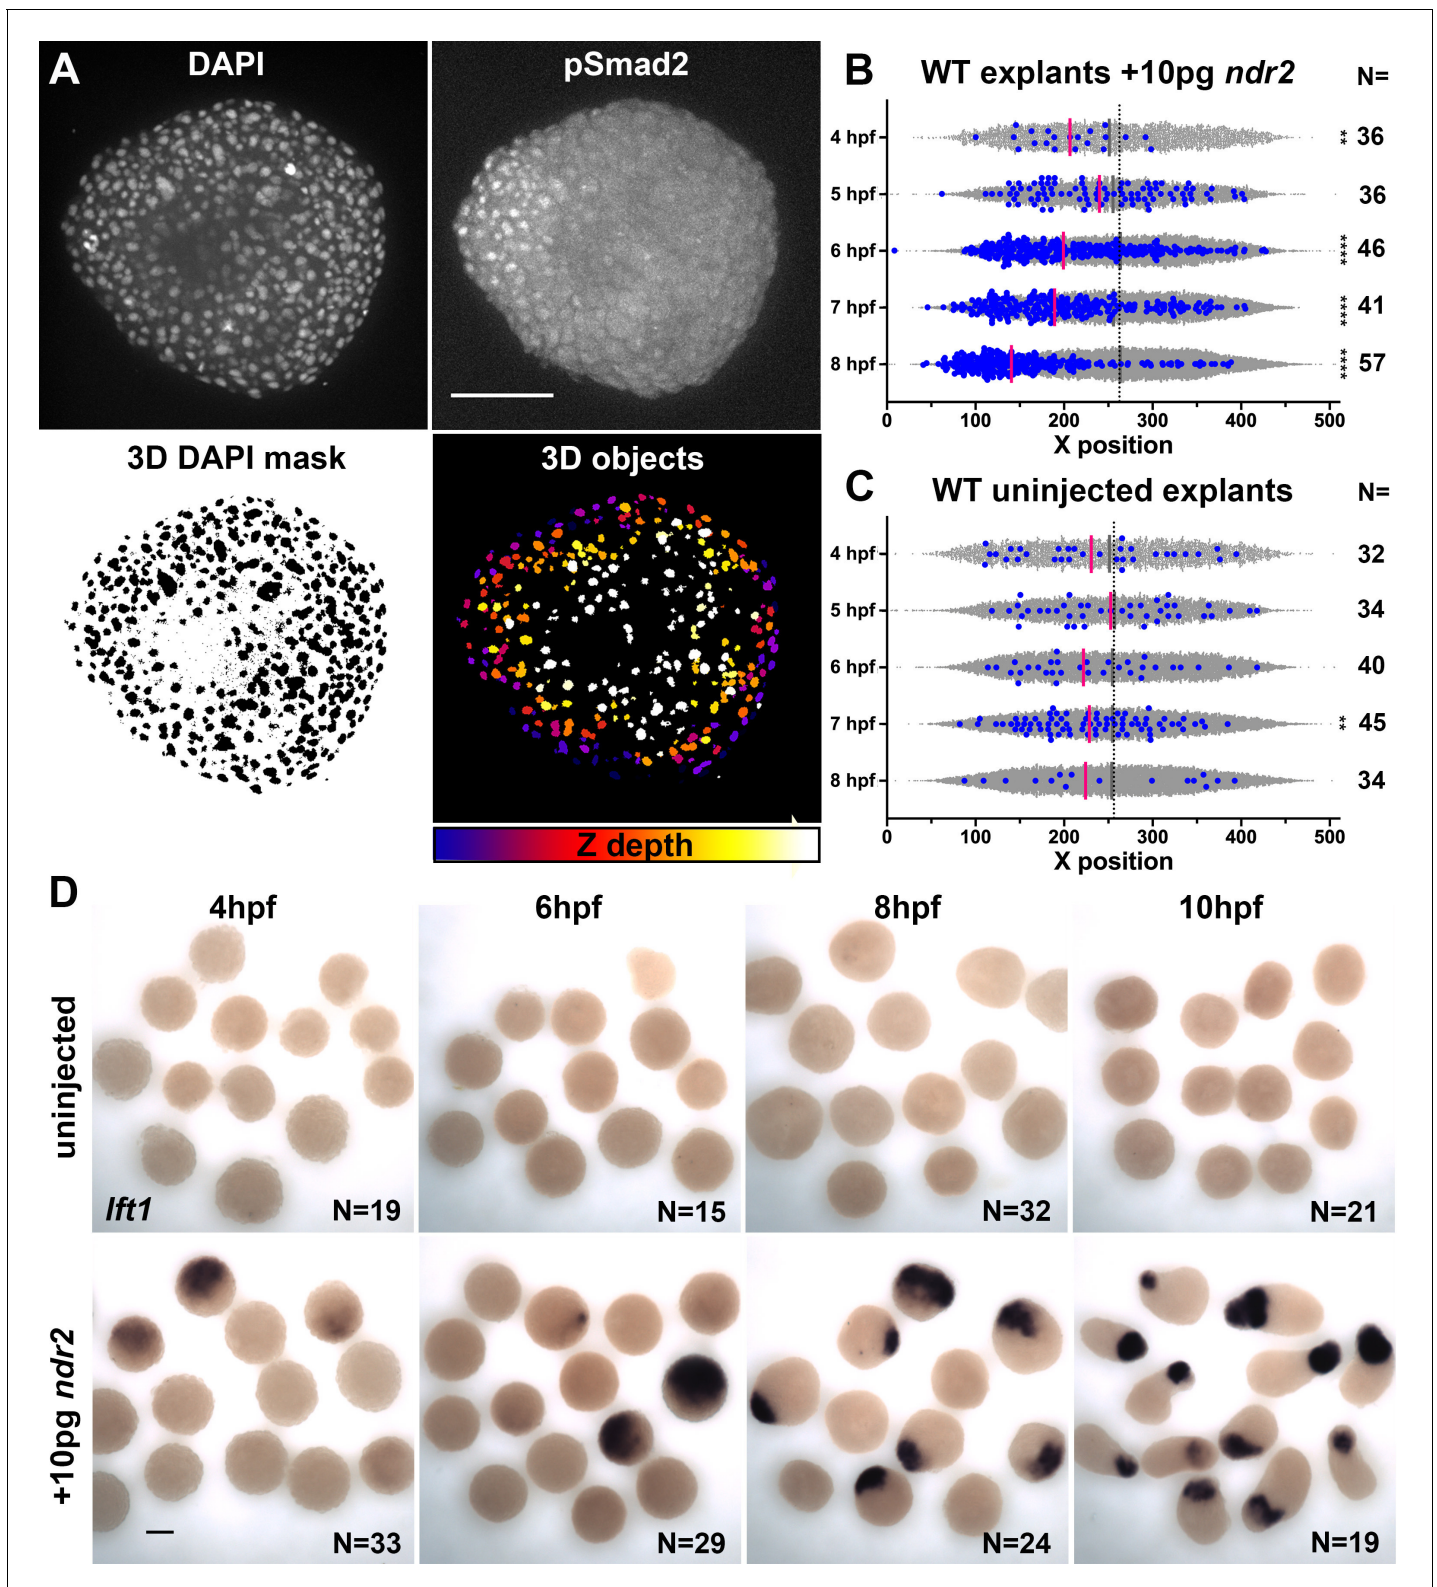 A
DAPI
pSmad2
3D DAPI mask
3D objects
Z depth
B
WT explants +10pg ndr2
N=
4 hpf
** 36
5 hpf
36
6 hpf
**** 46
7 hpf
**** 41
8 hpf
**** 57
0 100 200 300 400 500
X position
C
WT uninjected explants
N=
4 hpf
32
5 hpf
34
6 hpf
40
7 hpf
** 45
8 hpf
34
0 100 200 300 400 500
X position
D
4hpf 6hpf 8hpf 10hpf
uninjected
lft1
N=19 N=15 N=32 N=21
+10pg ndr2
N=33 N=29 N=24 N=19